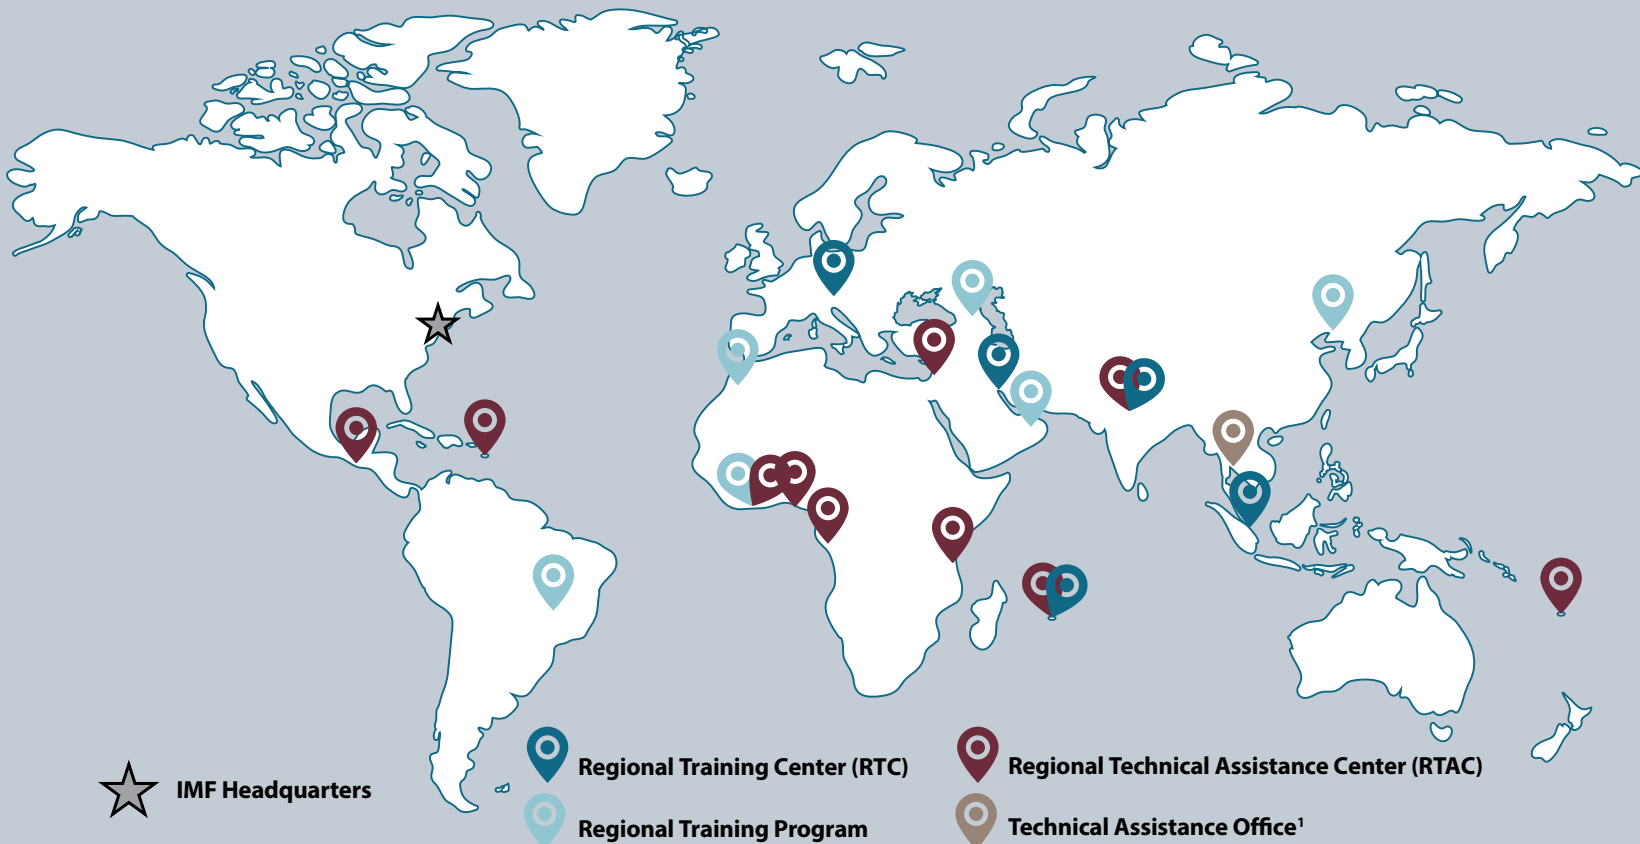 IMF Headquarters
Regional Training Center (RTC)
Regional Training Program
Regional Technical Assistance Center (RTAC)
Technical Assistance Office¹